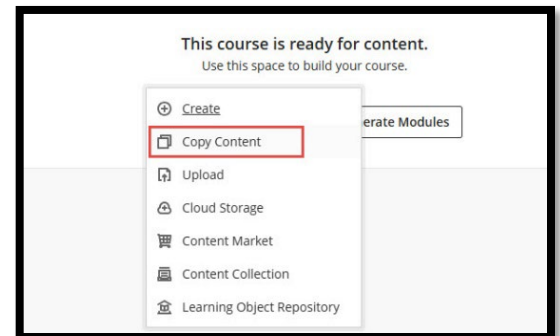 This course is ready for content.
Use this space to build your course.
Create
erate Modules
Copy Content
Upload
Cloud Storage
Content Market
Content Collection
Learning Object Repository